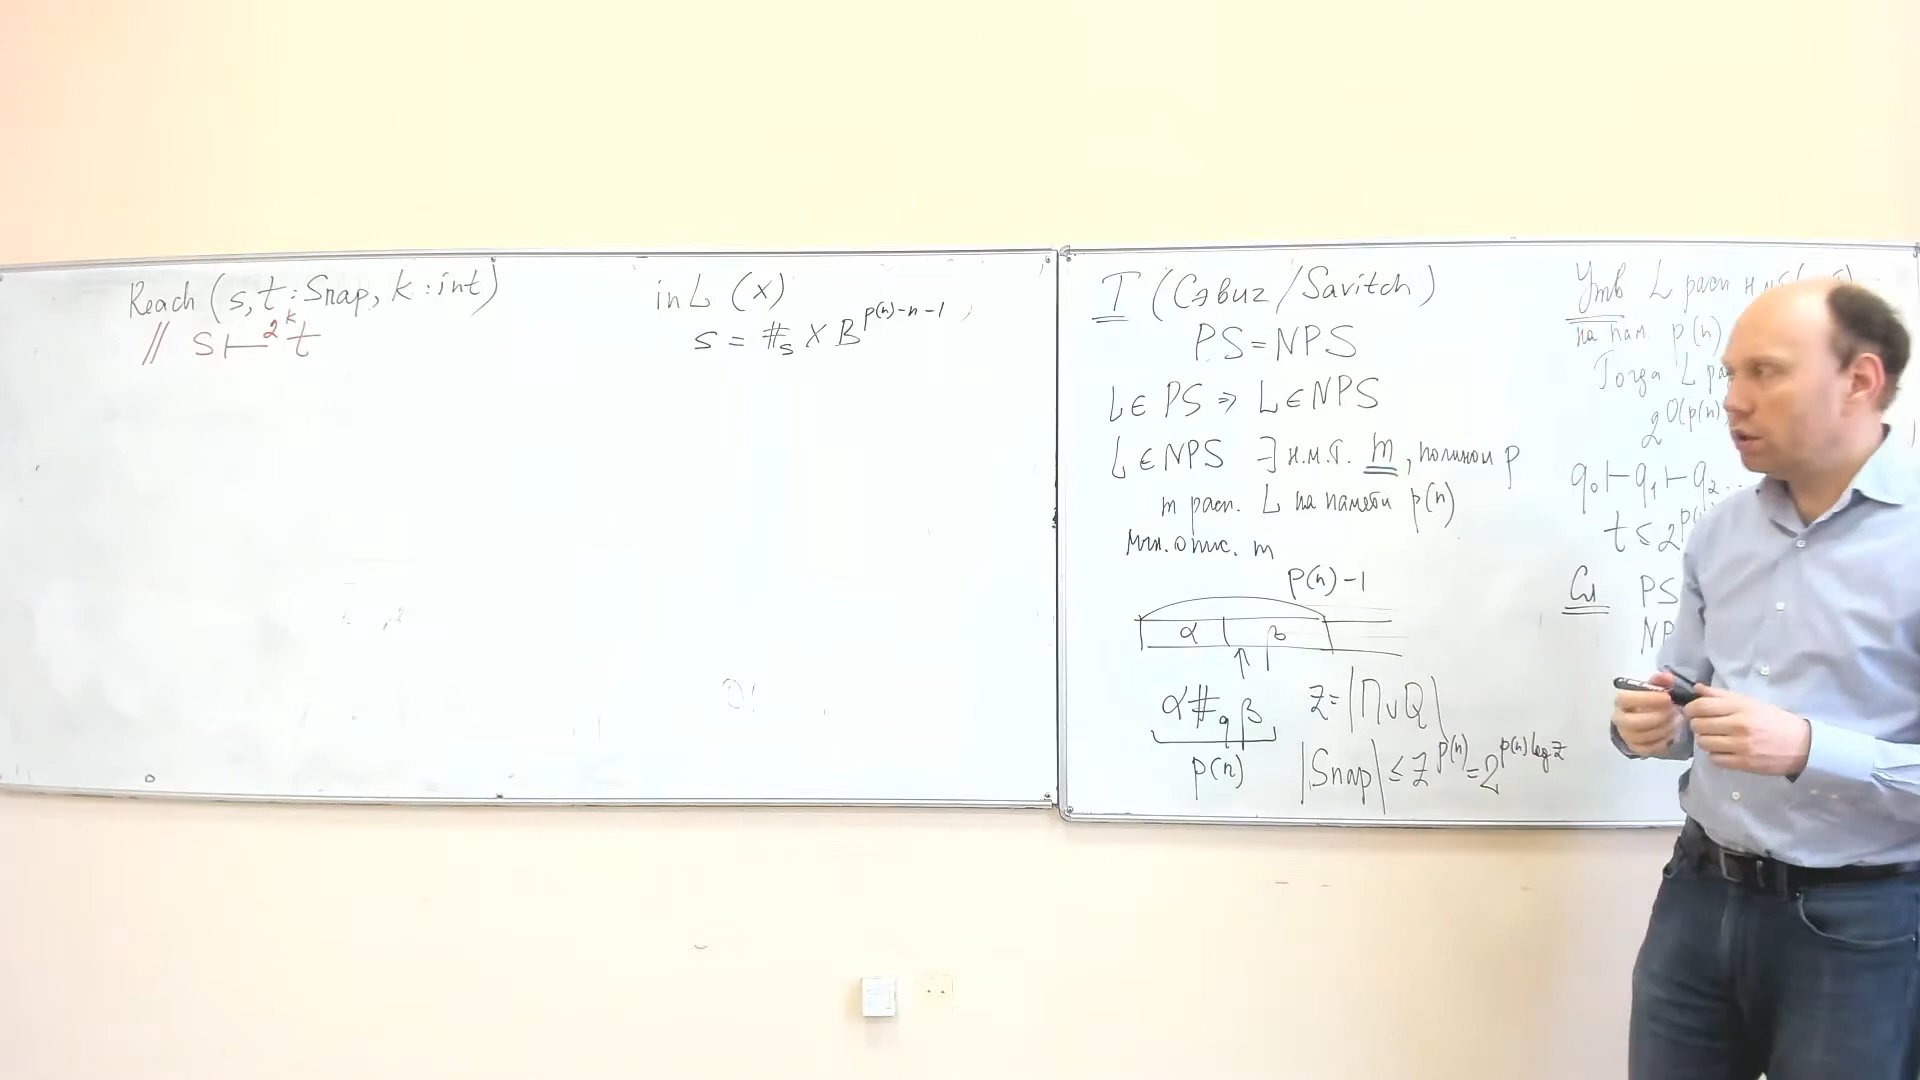 Reach (s,t : Snap, k : int)
// s ⊢^{2^k} t
in L (x)
s = #_s x B^{p(n)-n-1}
T (Сэвиг / Savitch)
PS = NPS
L ∈ PS ⇒ L ∈ NPS
L ∈ NPS ∃ н.м.т. m, полином p
m расп. L на памяти p(n)
мгн. опис. m
p(n)-1
α β
↑
α #_q β
p(n)
z = |Π ∪ Q|
|Snap| ≤ z^{p(n)} = 2^{p(n) log z}
Утв L расп
на пам. p(n)
Тогда L
2^{O(p(n)
q_0 ⊢ q_1 ⊢ q_2 ...
t ≤ 2^{p(
Сл PS
NP